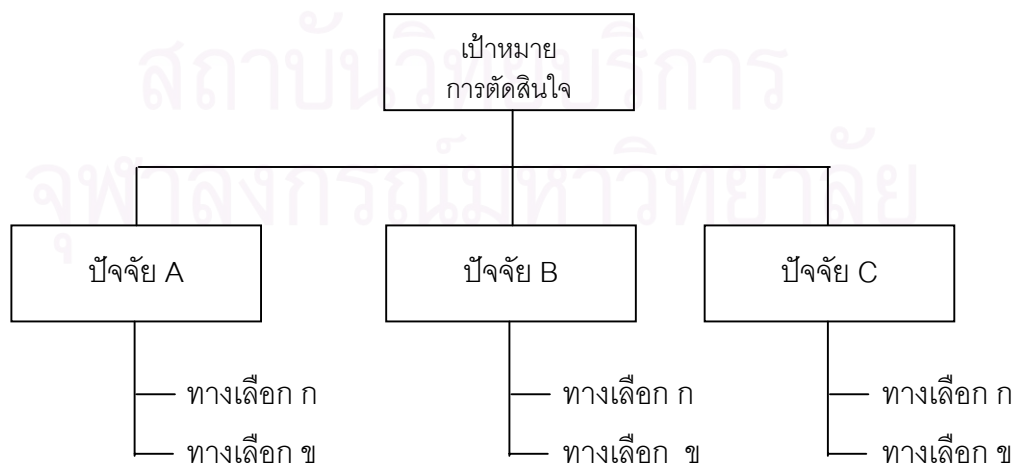 เป้าหมาย
การตัดสินใจ
สถาบันวิทยบริการ
จุฬาลงกรณ์มหาวิทยาลัย
ปัจจัย A
ปัจจัย B
ปัจจัย C
ทางเลือก ก
ทางเลือก ก
ทางเลือก ก
ทางเลือก ข
ทางเลือก ข
ทางเลือก ข